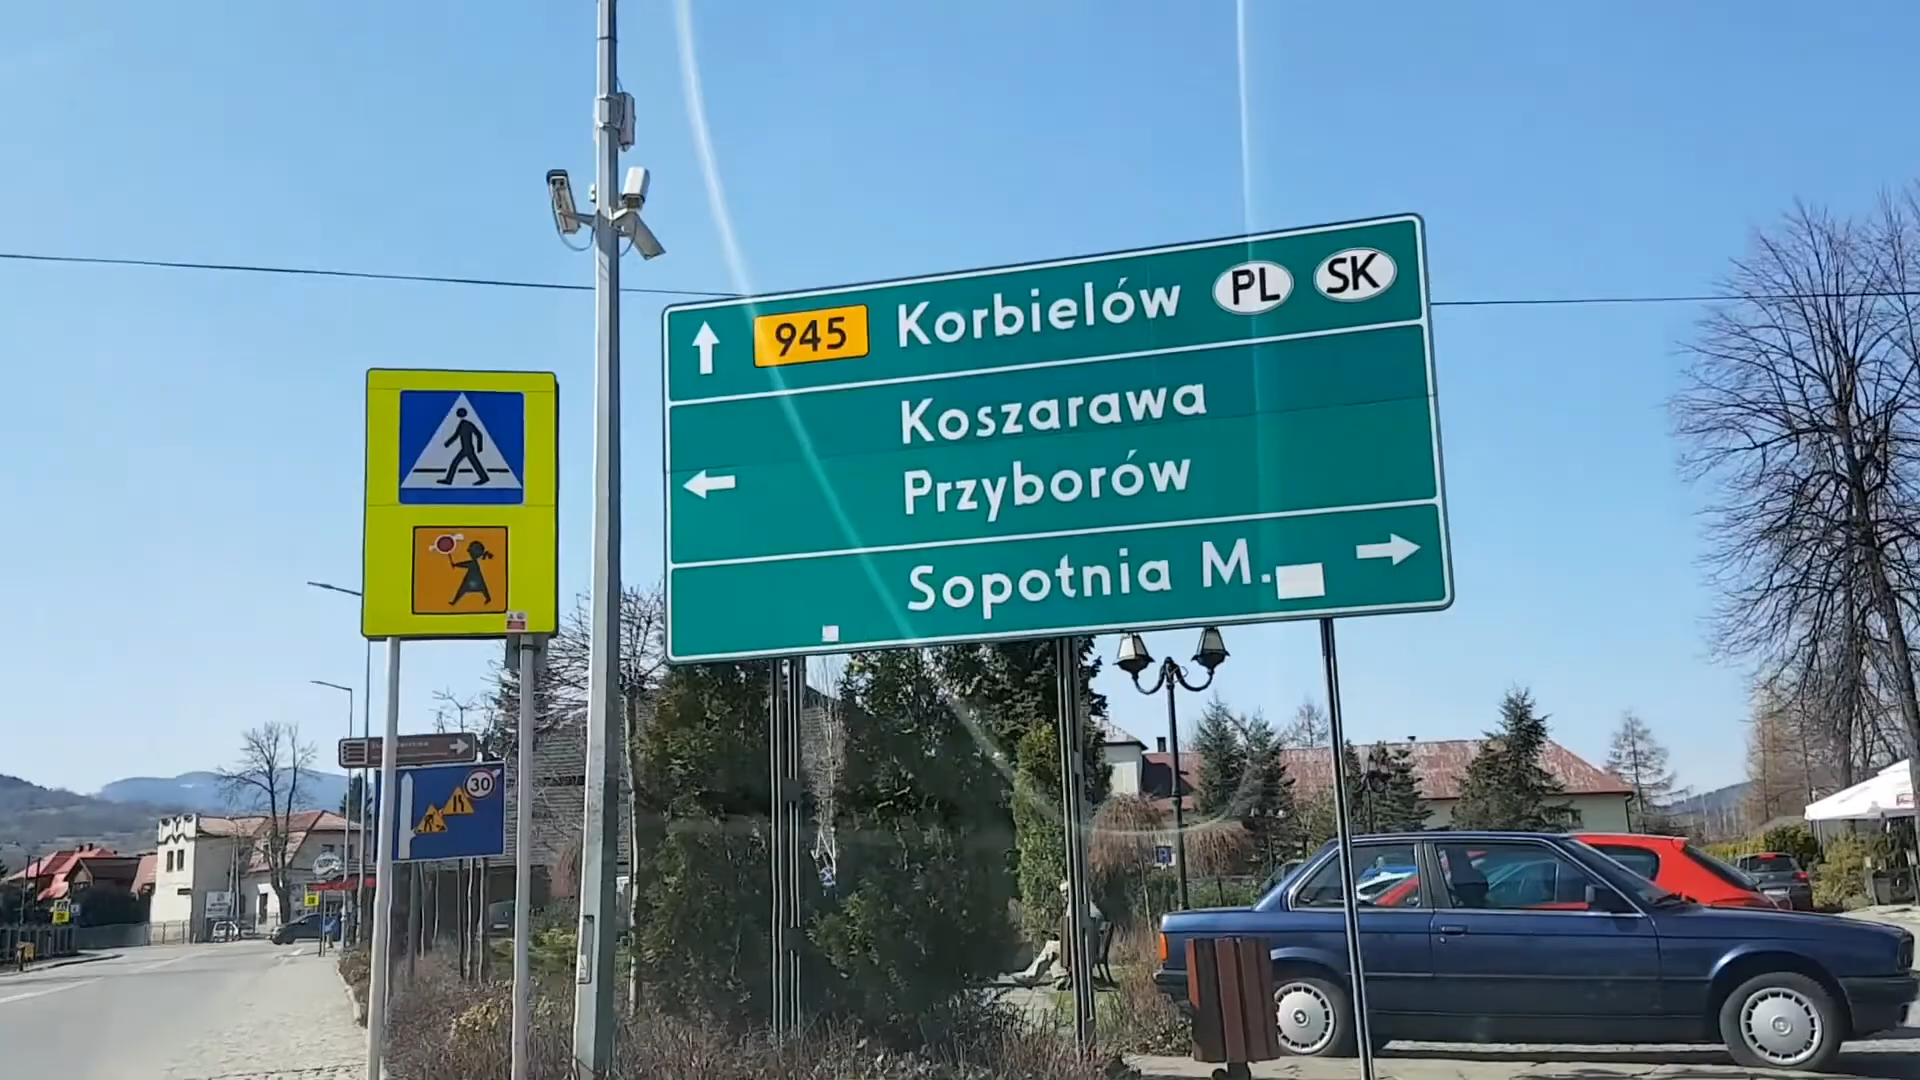 945 Korbielów PL SK
Koszarawa
Przyborów
Sopotnia M.
30